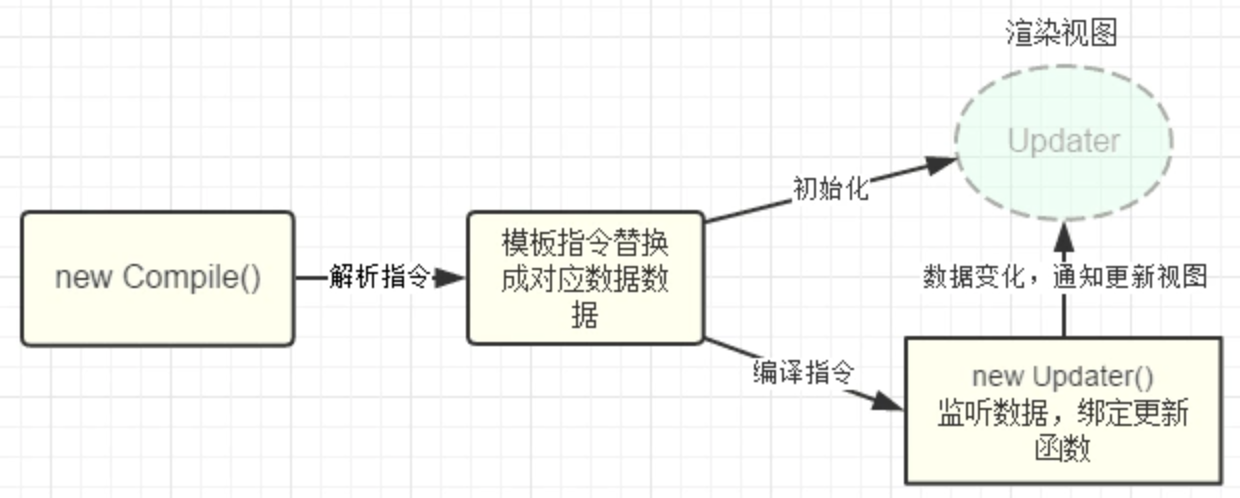 渲染视图
Updater
初始化
new Compile()
解析指令
模板指令替换
成对应数据数
据
数据变化，通知更新视图
编译指令
new Updater()
监听数据，绑定更新
函数